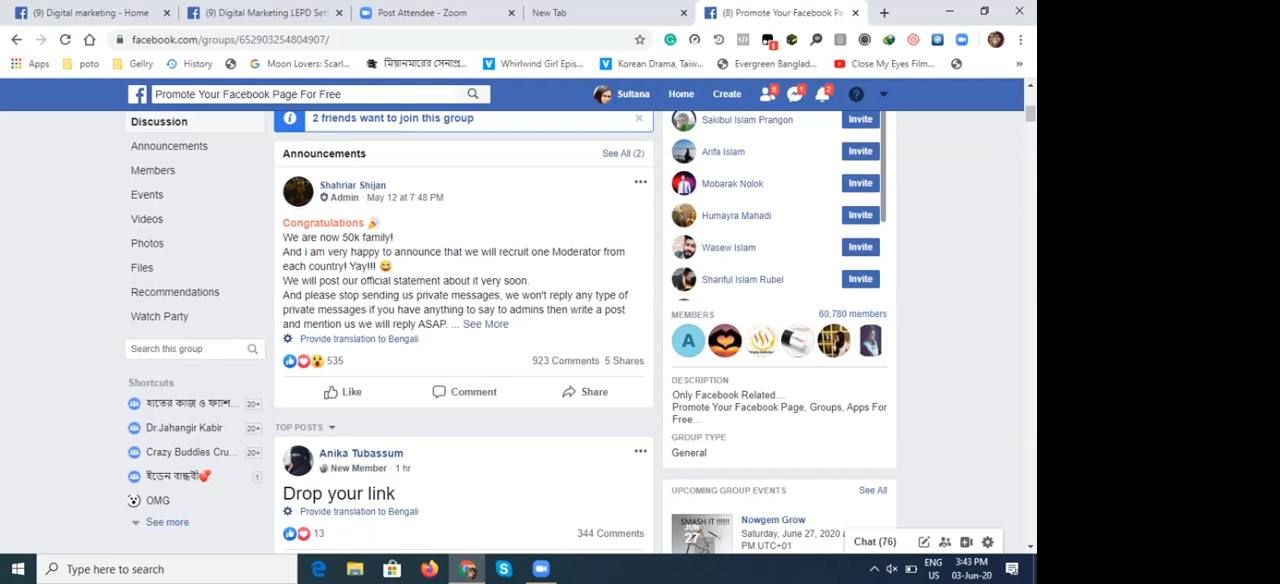 (9) Digital marketing - Home
(9) Digital Marketing LEPD Set
Post Attendee - Zoom
New Tab
(8) Promote Your Facebook Pa
facebook.com/groups/652903254804907/
Apps
poto
Gellry
History
Moon Lovers: Scarl...
মিয়ানমারের সেনাপ্র...
Whirlwind Girl Epis...
Korean Drama, Taiw...
Evergreen Banglad...
Close My Eyes Film...
»
Promote Your Facebook Page For Free
Sultana
Home
Create
6
1
2
Discussion
Announcements
Members
Events
Videos
Photos
Files
Recommendations
Watch Party
Search this group
Shortcuts
হাতের কাজ ও ফ্যাশ... 20+
Dr.Jahangir Kabir 20+
Crazy Buddies Cru... 20+
ইডেন বান্ধবী 1
OMG
See more
2 friends want to join this group
Announcements
See All (2)
Shahriar Shijan
Admin · May 12 at 7:48 PM
Congratulations 🎉
We are now 50k family!
And i am very happy to announce that we will recruit one Moderator from
each country! Yay!!! 😄
We will post our official statement about it very soon.
And please stop sending us private messages, we won't reply any type of
private messages if you have anything to say to admins then write a post
and mention us we will reply ASAP. ... See More
Provide translation to Bengali
535
923 Comments 5 Shares
Like
Comment
Share
TOP POSTS
Anika Tubassum
New Member · 1 hr
Drop your link
Provide translation to Bengali
13
344 Comments
Sakibul Islam Prangon
Invite
Arifa Islam
Invite
Mobarak Nolok
Invite
Humayra Mahadi
Invite
Wasew Islam
Invite
Shariful Islam Rubel
Invite
MEMBERS
60,780 members
A
DESCRIPTION
Only Facebook Related....
Promote Your Facebook Page, Groups, Apps For
Free...
GROUP TYPE
General
UPCOMING GROUP EVENTS
See All
SMASH IT !!!!!!!
JUN
27
Nowgem Grow
Saturday, June 27, 2020 a
PM UTC+01
Chat (76)
Type here to search
ENG
US
3:43 PM
03-Jun-20